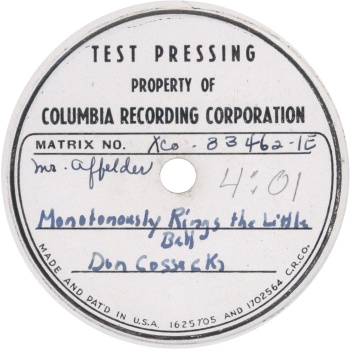 TEST PRESSING
PROPERTY OF
COLUMBIA RECORDING CORPORATION
MATRIX NO. Xco - 83462-1E
Mr. Affelder
4:01
Monotonously Rings the Little
Bell
Don Cossacks
MADE AND PAT'D IN U.S.A. 1625705 AND 1702564 C.R.CO.